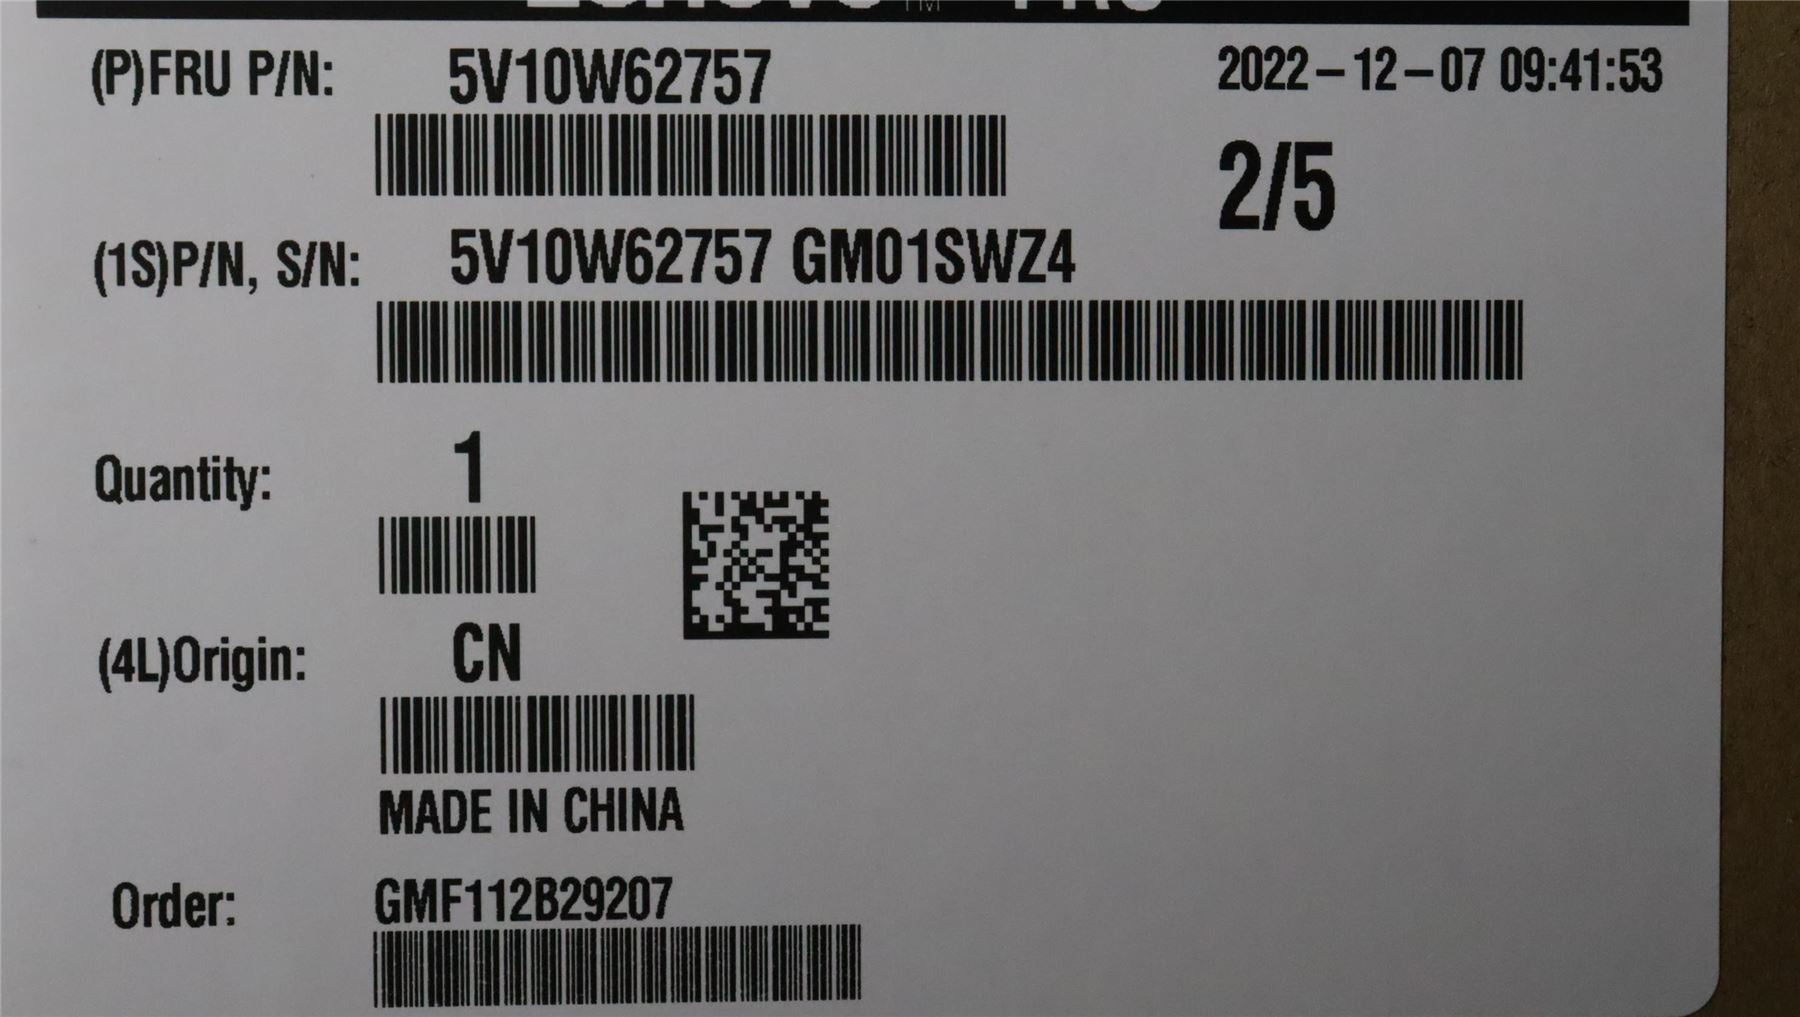 (P)FRU P/N: 5V10W62757 2022-12-07 09:41:53
2/5
(1S)P/N, S/N: 5V10W62757 GM01SWZ4
Quantity: 1
(4L)Origin: CN
MADE IN CHINA
Order: GMF112B29207